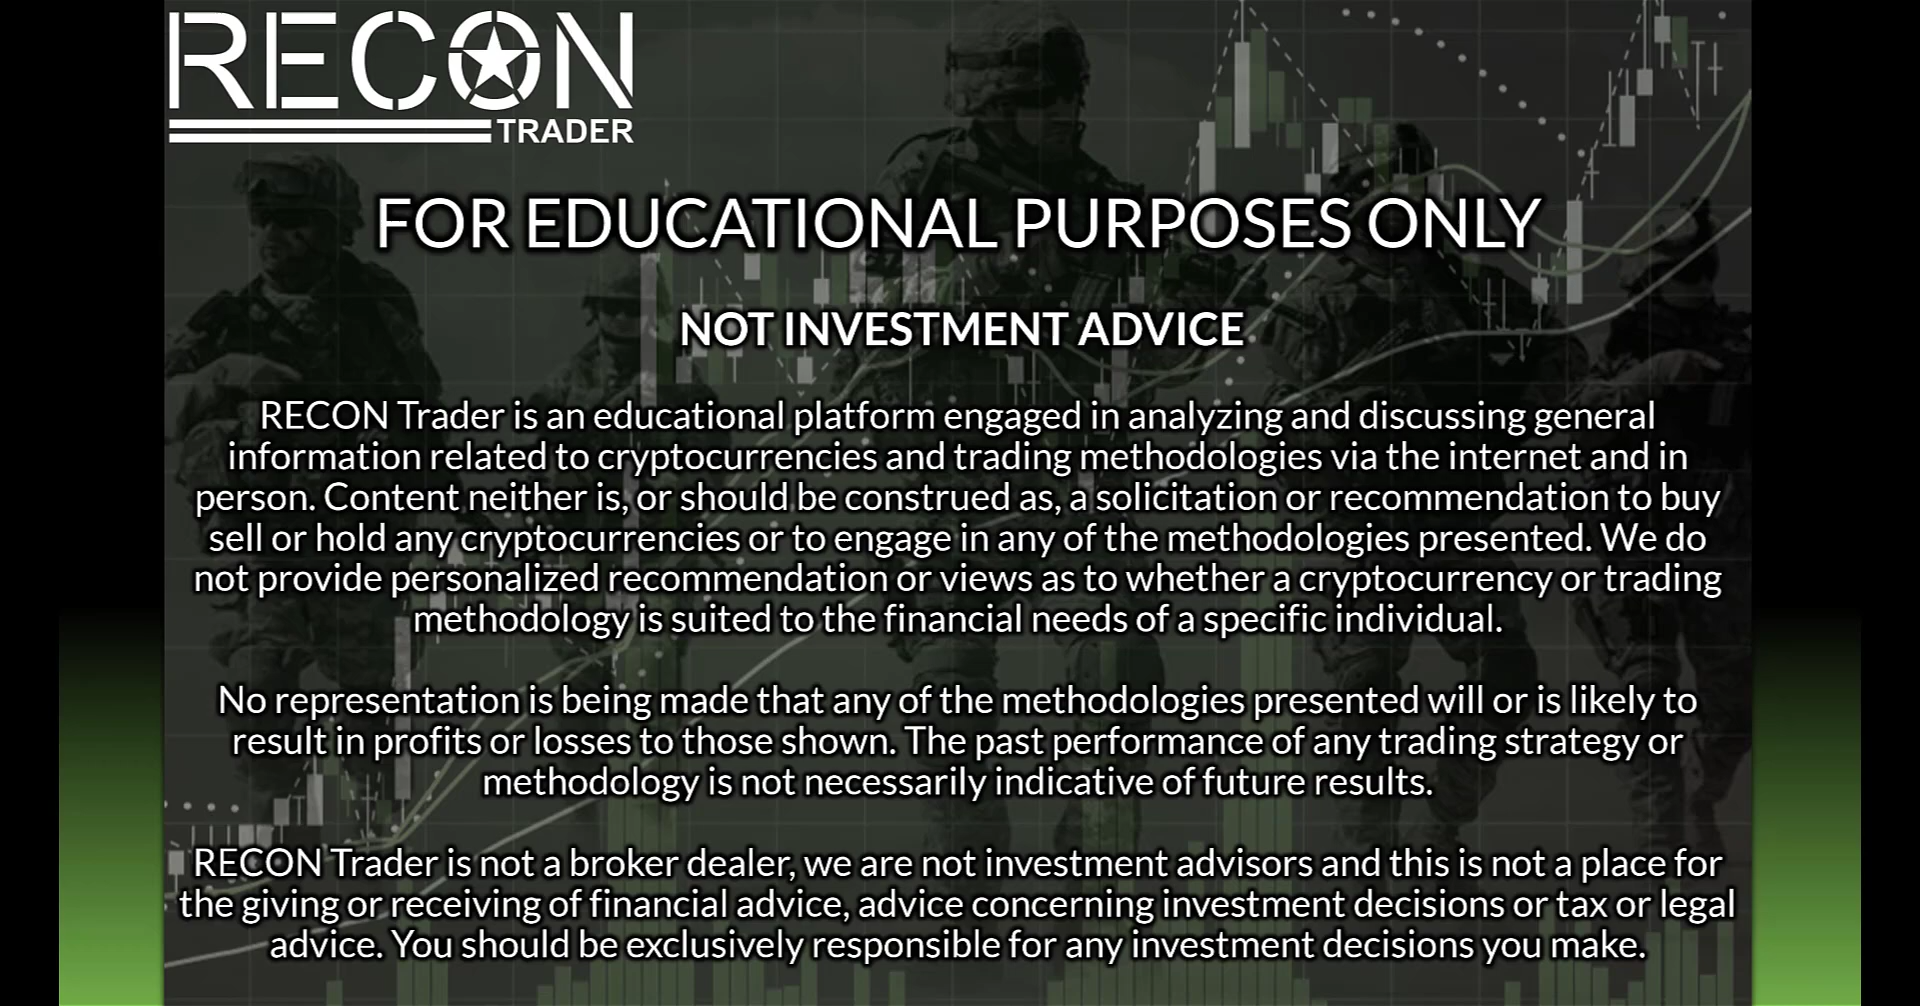 RECON
TRADER
FOR EDUCATIONAL PURPOSES ONLY
NOT INVESTMENT ADVICE
RECON Trader is an educational platform engaged in analyzing and discussing general
information related to cryptocurrencies and trading methodologies via the internet and in
person. Content neither is, or should be construed as, a solicitation or recommendation to buy
sell or hold any cryptocurrencies or to engage in any of the methodologies presented. We do
not provide personalized recommendation or views as to whether a cryptocurrency or trading
methodology is suited to the financial needs of a specific individual.
No representation is being made that any of the methodologies presented will or is likely to
result in profits or losses to those shown. The past performance of any trading strategy or
methodology is not necessarily indicative of future results.
RECON Trader is not a broker dealer, we are not investment advisors and this is not a place for
the giving or receiving of financial advice, advice concerning investment decisions or tax or legal
advice. You should be exclusively responsible for any investment decisions you make.